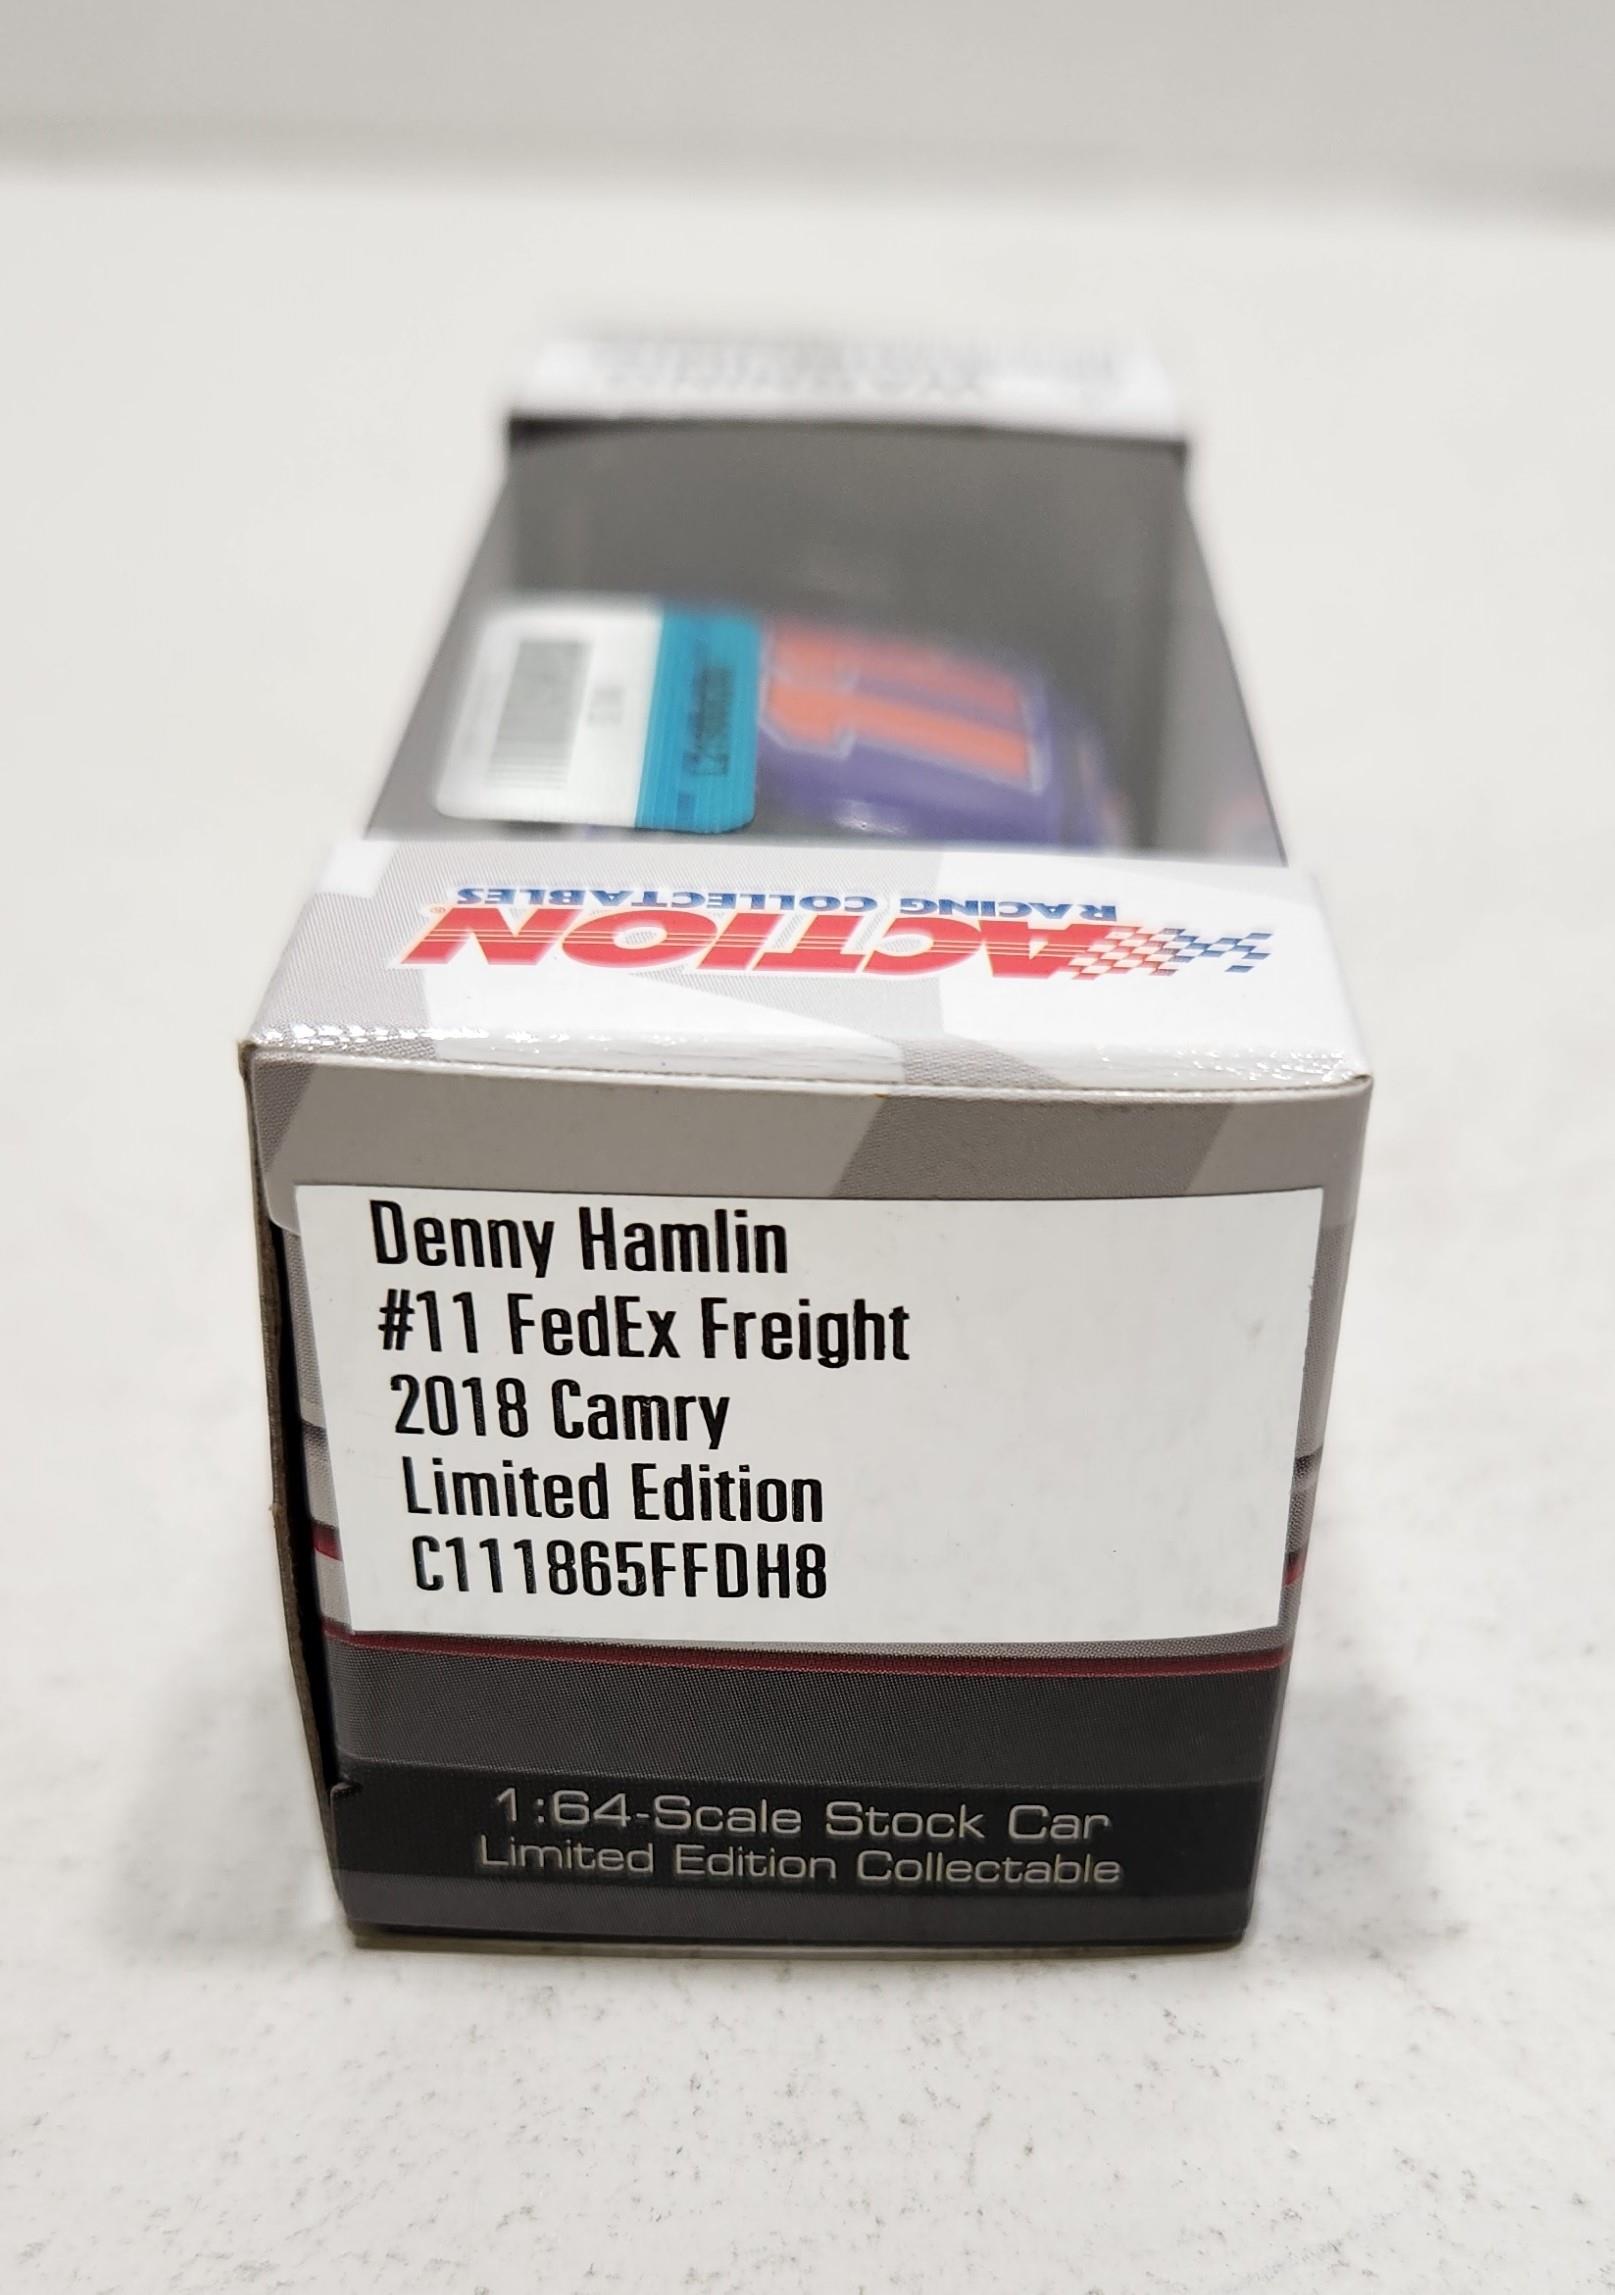 11
ACTION®
RACING COLLECTABLES
Denny Hamlin
#11 FedEx Freight
2018 Camry
Limited Edition
C111865FFDH8
1:64-Scale Stock Car
Limited Edition Collectable